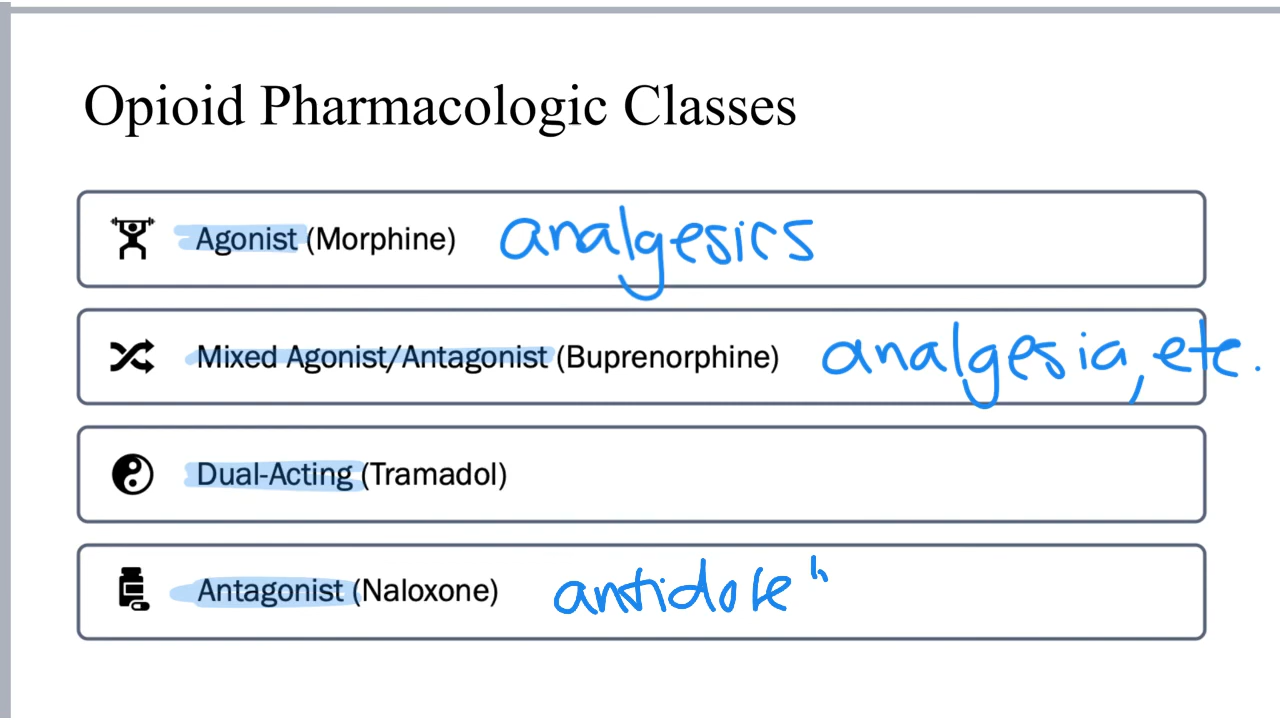 Opioid Pharmacologic Classes
Agonist (Morphine) analgesics
Mixed Agonist/Antagonist (Buprenorphine) analgesia, etc.
Dual-Acting (Tramadol)
Antagonist (Naloxone) antidote "